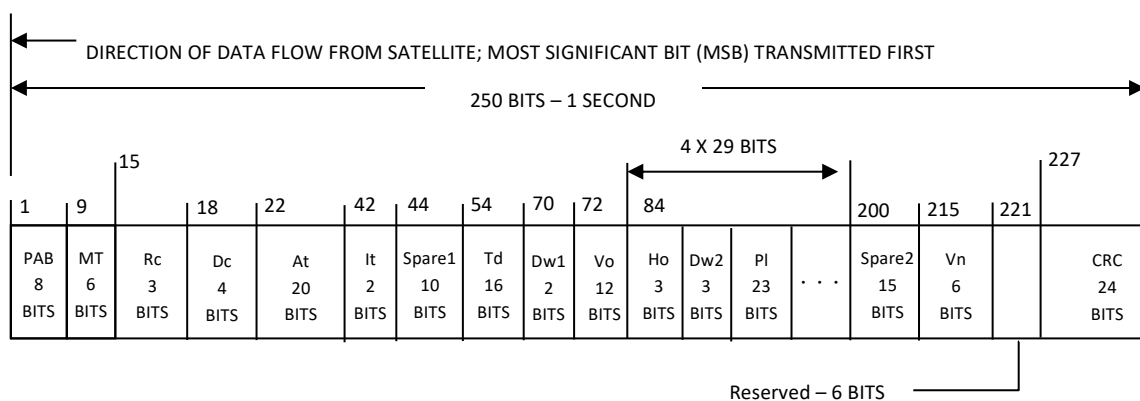 DIRECTION OF DATA FLOW FROM SATELLITE; MOST SIGNIFICANT BIT (MSB) TRANSMITTED FIRST
250 BITS – 1 SECOND
4 X 29 BITS
15 227
1 9 18 22 42 44 54 70 72 84 200 215 221
PAB MT Rc Dc At It Spare1 Td Dw1 Vo Ho Dw2 Pl Spare2 Vn CRC
8 6 3 4 20 2 10 16 2 12 3 3 23 . . . 15 6 24
BITS BITS BITS BITS BITS BITS BITS BITS BITS BITS BITS BITS BITS BITS BITS BITS
Reserved – 6 BITS